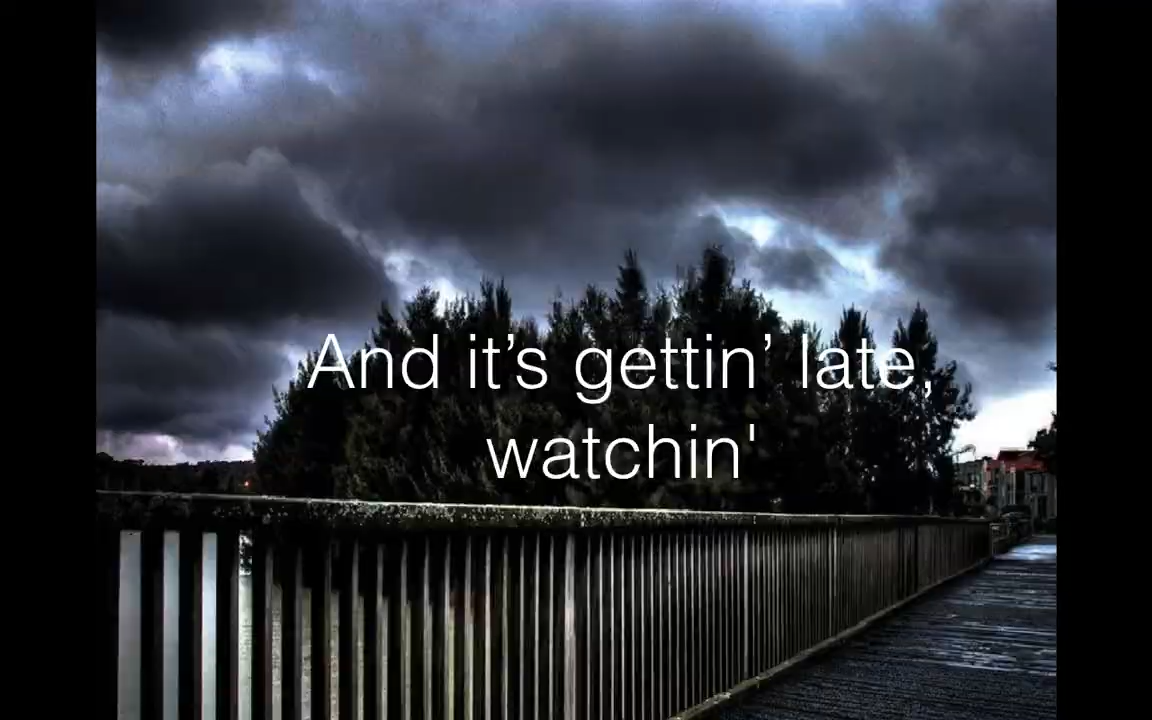 And it’s gettin’ late,
watchin'